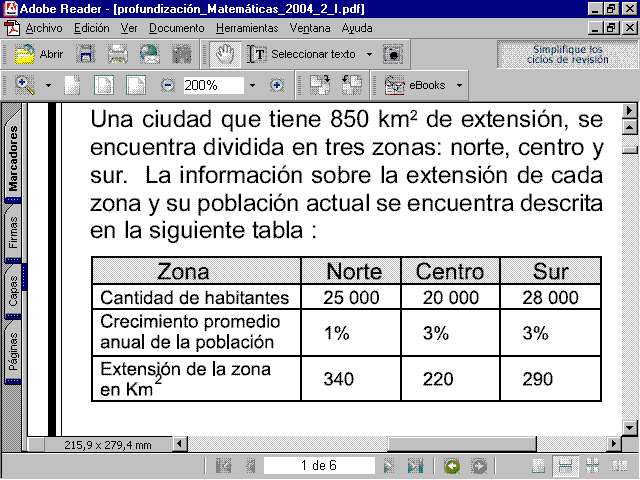 Adobe Reader - [profundización_Matemáticas_2004_2_I.pdf]
Archivo Edición Ver Documento Herramientas Ventana Ayuda
Abrir Seleccionar texto Simplifique los
ciclos de revisión
200% eBooks
Marcadores
Firmas
Capas
Páginas
Una ciudad que tiene 850 km² de extensión, se
encuentra dividida en tres zonas: norte, centro y
sur. La información sobre la extensión de cada
zona y su población actual se encuentra descrita
en la siguiente tabla :
Zona Norte Centro Sur
Cantidad de habitantes 25 000 20 000 28 000
Crecimiento promedio
anual de la población 1% 3% 3%
Extensión de la zona
en Km² 340 220 290
215,9 x 279,4 mm
1 de 6